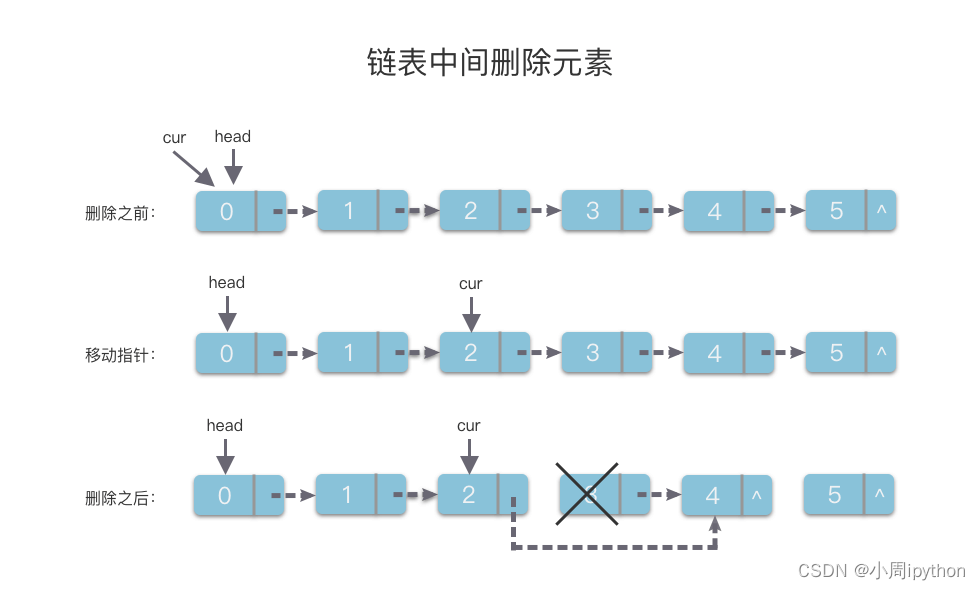 链表中间删除元素
cur head
删除之前：
0 1 2 3 4 5 ^
head cur
移动指针：
0 1 2 3 4 5 ^
head cur
删除之后：
0 1 2 3 4 ^ 5 ^
CSDN @小周ipython